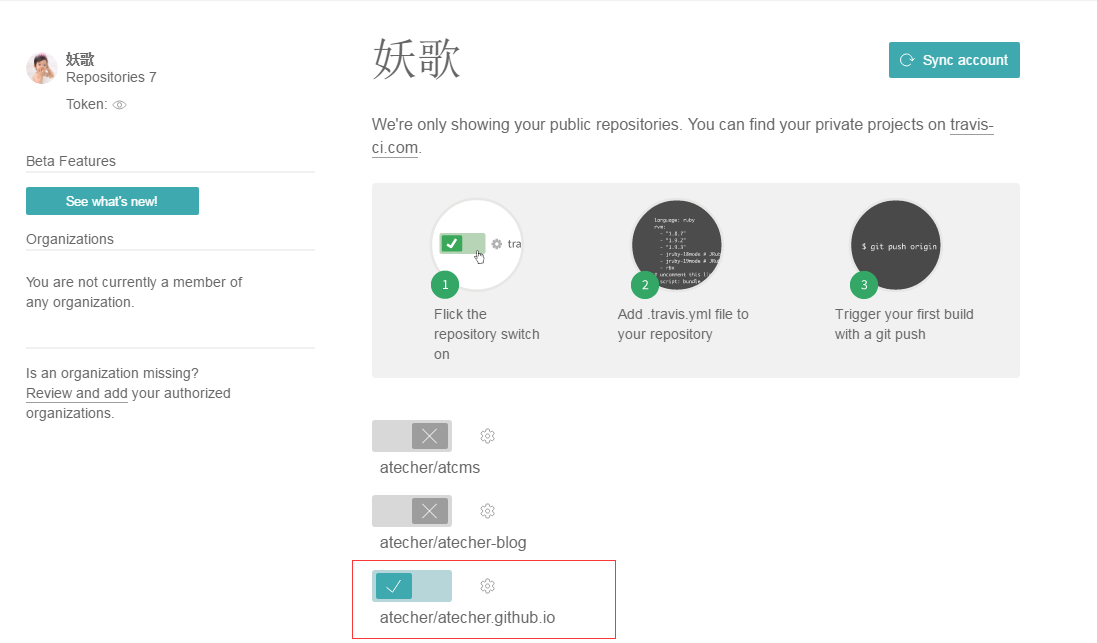 妖歌
Repositories 7
Token:
Beta Features
See what's new!
Organizations
You are not currently a member of
any organization.
Is an organization missing?
Review and add your authorized
organizations.
妖歌
Sync account
We're only showing your public repositories. You can find your private projects on travis-
ci.com.
tra
1
Flick the
repository switch
on
language: ruby
rvm:
- "1.8.7"
- "1.9.2"
- "1.9.3"
- jruby-18mode # JRu
- jruby-19mode # JRu
- rbx
# uncomment this li
script: bundle
2
Add .travis.yml file to
your repository
$ git push origin
3
Trigger your first build
with a git push
atecher/atcms
atecher/atecher-blog
atecher/atecher.github.io